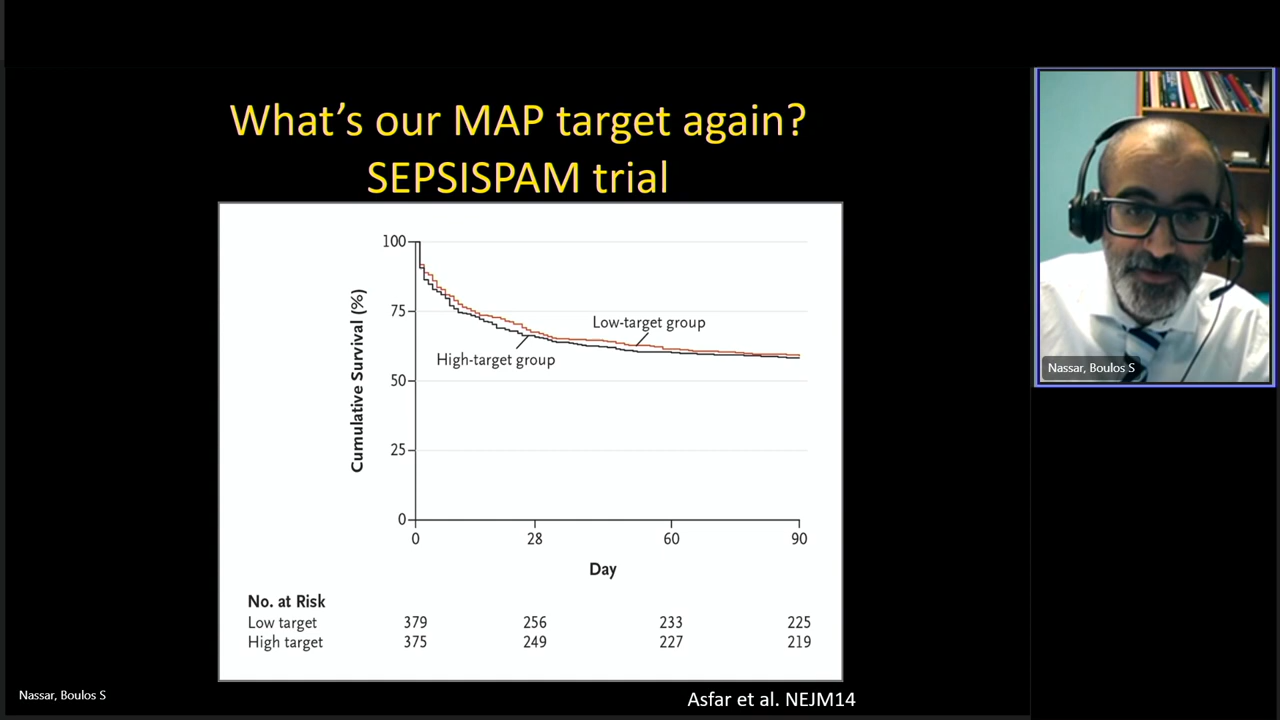 What's our MAP target again?
SEPSISPAM trial
100
75
50
25
0
Cumulative Survival (%)
Low-target group
High-target group
0 28 60 90
Day
No. at Risk
Low target 379 256 233 225
High target 375 249 227 219
Asfar et al. NEJM14
Nassar, Boulos S
Nassar, Boulos S